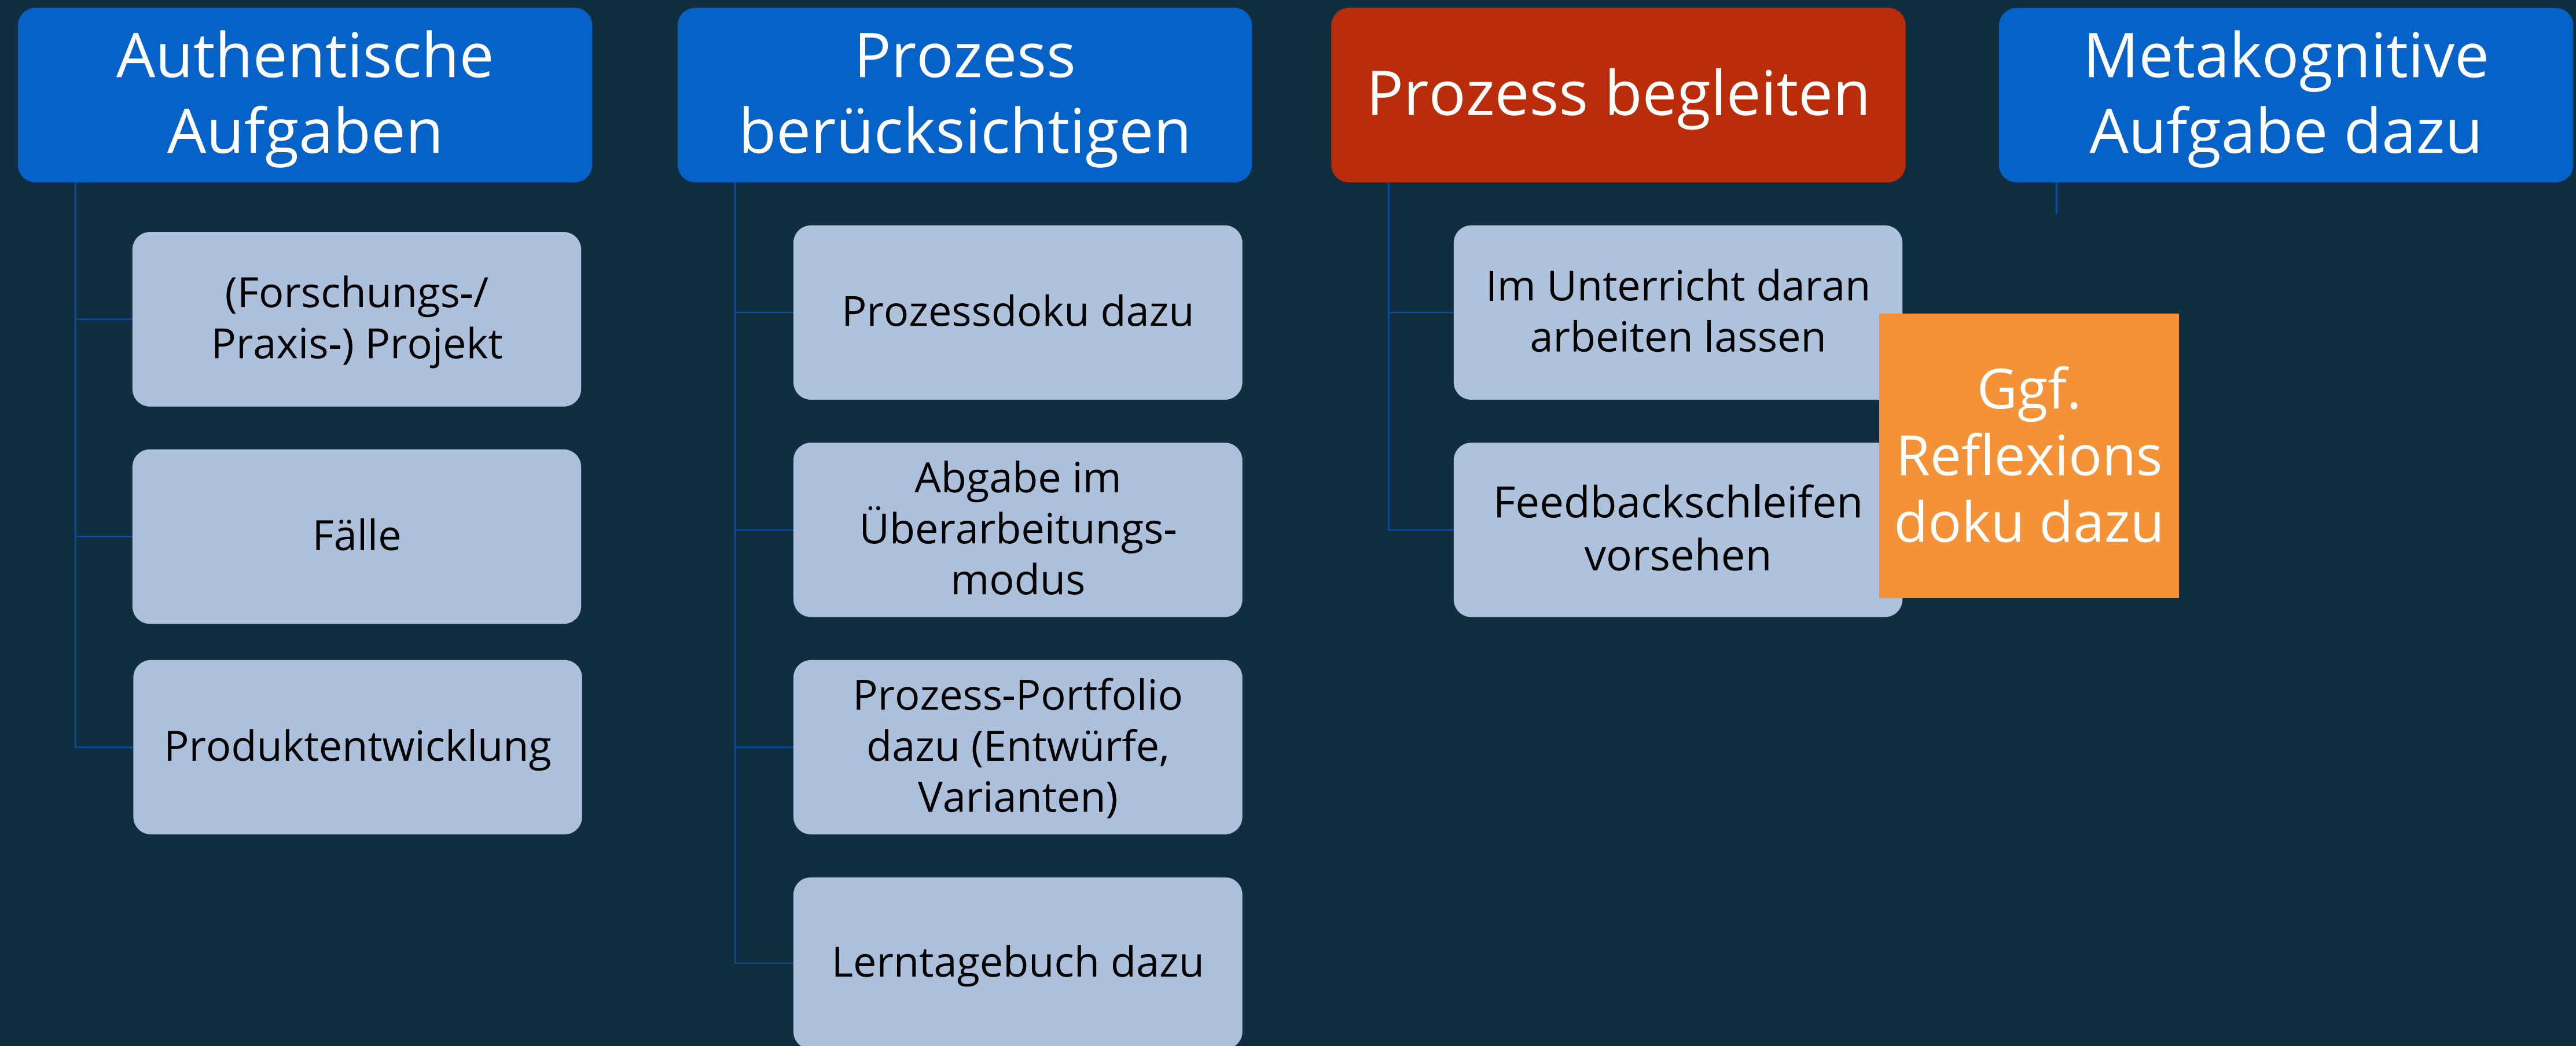 Authentische
Aufgaben
(Forschungs-/
Praxis-) Projekt
Fälle
Produktentwicklung
Prozess
berücksichtigen
Prozessdoku dazu
Abgabe im
Überarbeitungs-
modus
Prozess-Portfolio
dazu (Entwürfe,
Varianten)
Lerntagebuch dazu
Prozess begleiten
Im Unterricht daran
arbeiten lassen
Feedbackschleifen
vorsehen
Ggf.
Reflexions
doku dazu
Metakognitive
Aufgabe dazu